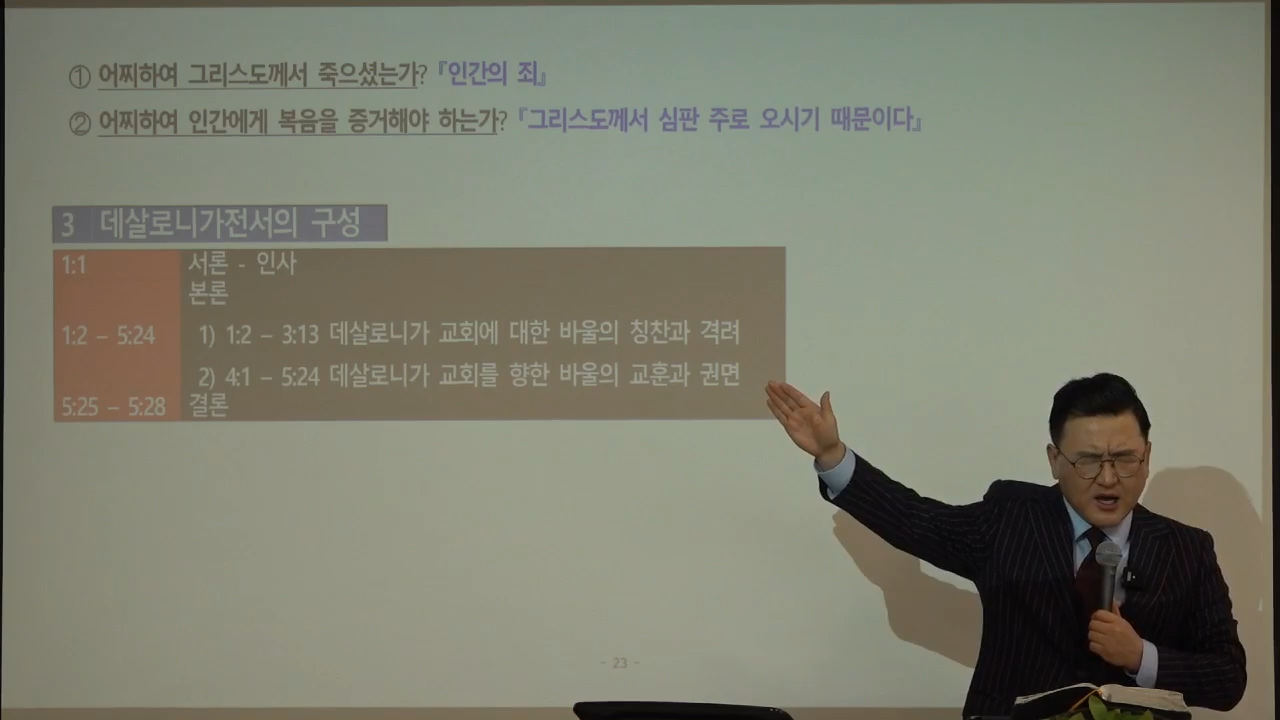 ① 어찌하여 그리스도께서 죽으셨는가? 『인간의 죄』
② 어찌하여 인간에게 복음을 증거해야 하는가? 『그리스도께서 심판 주로 오시기 때문이다』
3 데살로니가전서의 구성
1:1 서론 - 인사
본론
1:2 – 5:24 1) 1:2 – 3:13 데살로니가 교회에 대한 바울의 칭찬과 격려
2) 4:1 – 5:24 데살로니가 교회를 향한 바울의 교훈과 권면
5:25 – 5:28 결론
- 23 -